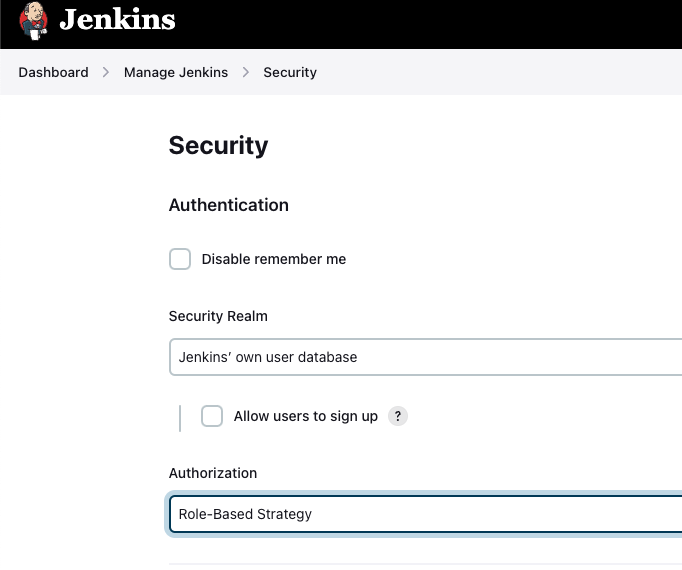 Jenkins
Dashboard > Manage Jenkins > Security
Security
Authentication
Disable remember me
Security Realm
Jenkins’ own user database
Allow users to sign up ?
Authorization
Role-Based Strategy